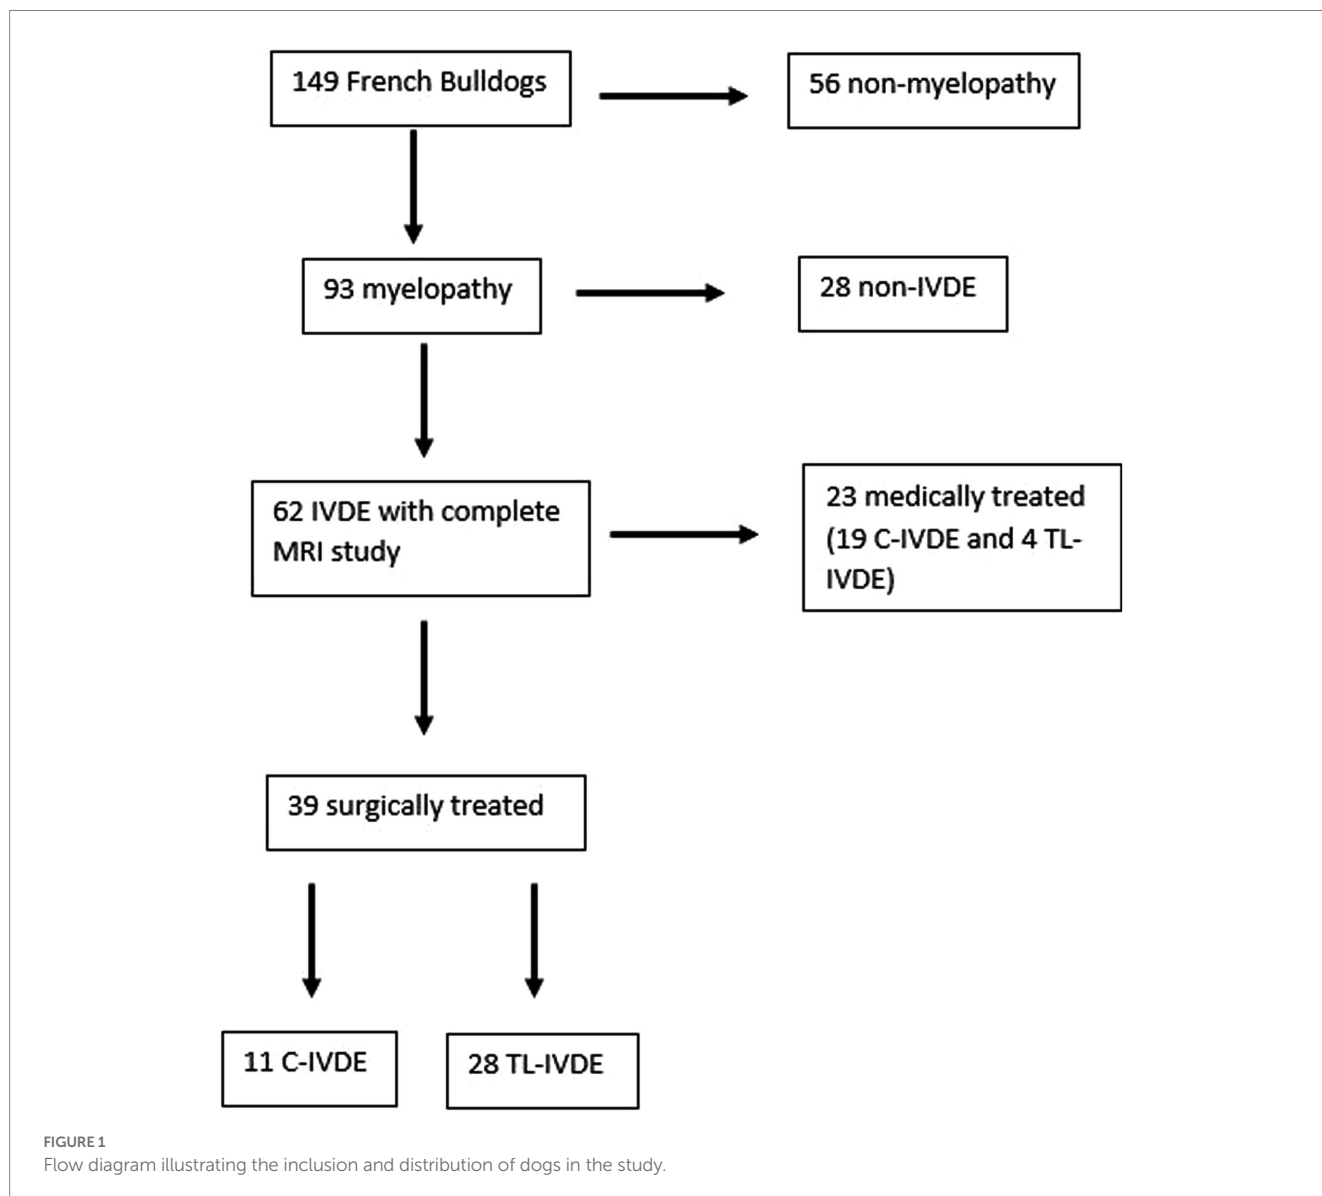 149 French Bulldogs
56 non-myelopathy
93 myelopathy
28 non-IVDE
62 IVDE with complete
MRI study
23 medically treated
(19 C-IVDE and 4 TL-
IVDE)
39 surgically treated
11 C-IVDE
28 TL-IVDE
FIGURE 1
Flow diagram illustrating the inclusion and distribution of dogs in the study.